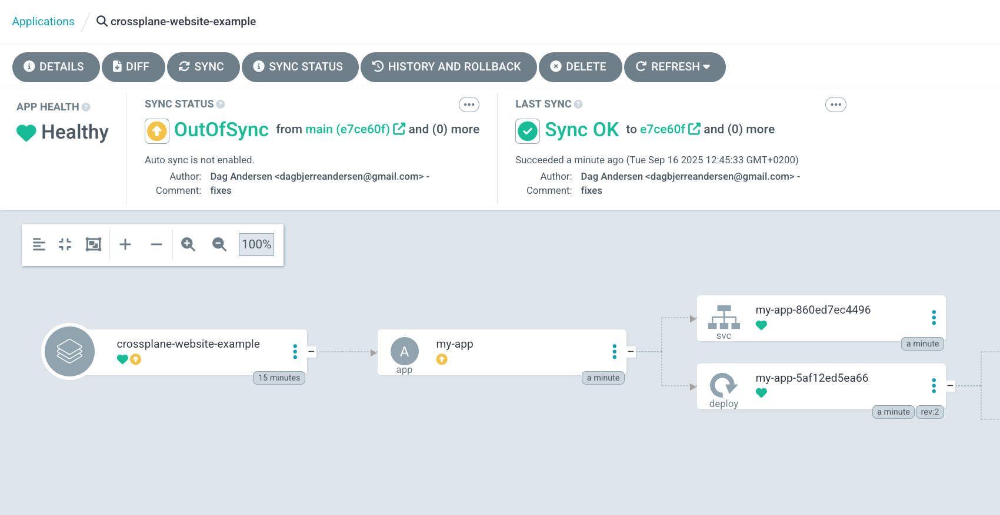 Applications / crossplane-website-example
DETAILS DIFF SYNC SYNC STATUS HISTORY AND ROLLBACK DELETE REFRESH
APP HEALTH
Healthy
SYNC STATUS
OutOfSync from main (e7ce60f) and (0) more
Auto sync is not enabled.
Author: Dag Andersen <dagbjerreandersen@gmail.com> -
Comment: fixes
LAST SYNC
Sync OK to e7ce60f and (0) more
Succeeded a minute ago (Tue Sep 16 2025 12:45:33 GMT+0200)
Author: Dag Andersen <dagbjerreandersen@gmail.com> -
Comment: fixes
100%
crossplane-website-example
15 minutes
A
app
my-app
a minute
svc
my-app-860ed7ec4496
a minute
deploy
my-app-5af12ed5ea66
a minute rev:2